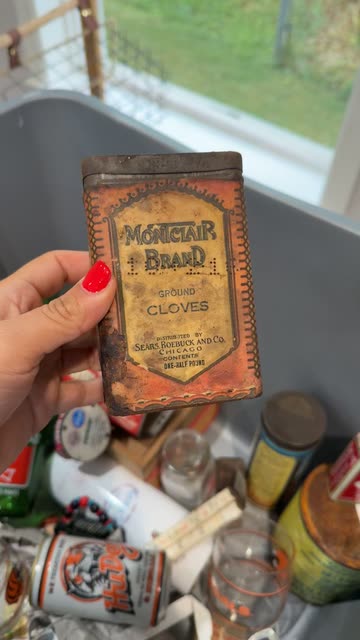 MONTCLAIR
BRAND
GROUND
CLOVES
DISTRIBUTED BY
SEARS, ROEBUCK AND CO.
CHICAGO
CONTENTS
ONE-HALF POUND